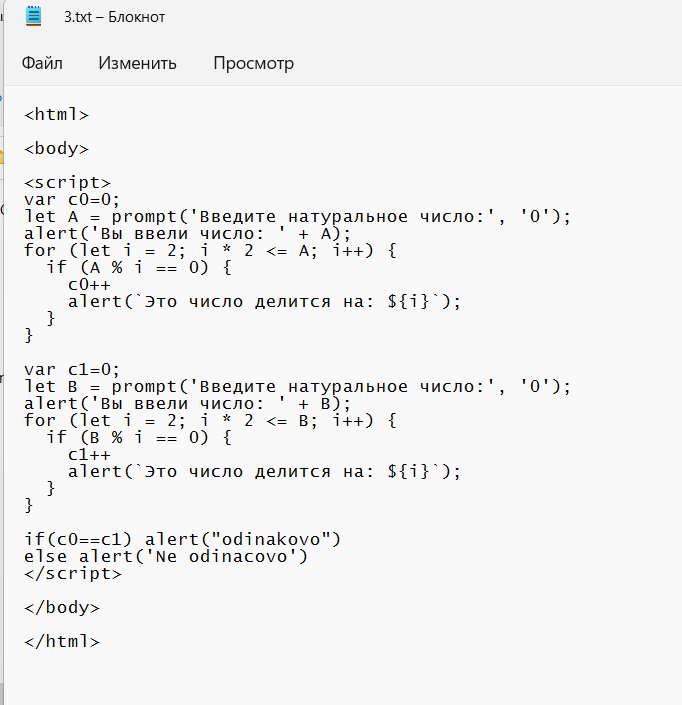 3.txt – Блокнот
Файл Изменить Просмотр
<html>
<body>
<script>
var c0=0;
let A = prompt('Введите натуральное число:', '0');
alert('Вы ввели число: ' + A);
for (let i = 2; i * 2 <= A; i++) {
  if (A % i == 0) {
    c0++
    alert(`Это число делится на: ${i}`);
  }
}
var c1=0;
let B = prompt('Введите натуральное число:', '0');
alert('Вы ввели число: ' + B);
for (let i = 2; i * 2 <= B; i++) {
  if (B % i == 0) {
    c1++
    alert(`Это число делится на: ${i}`);
  }
}
if(c0==c1) alert("odinakovo")
else alert('Ne odinacovo')
</script>
</body>
</html>